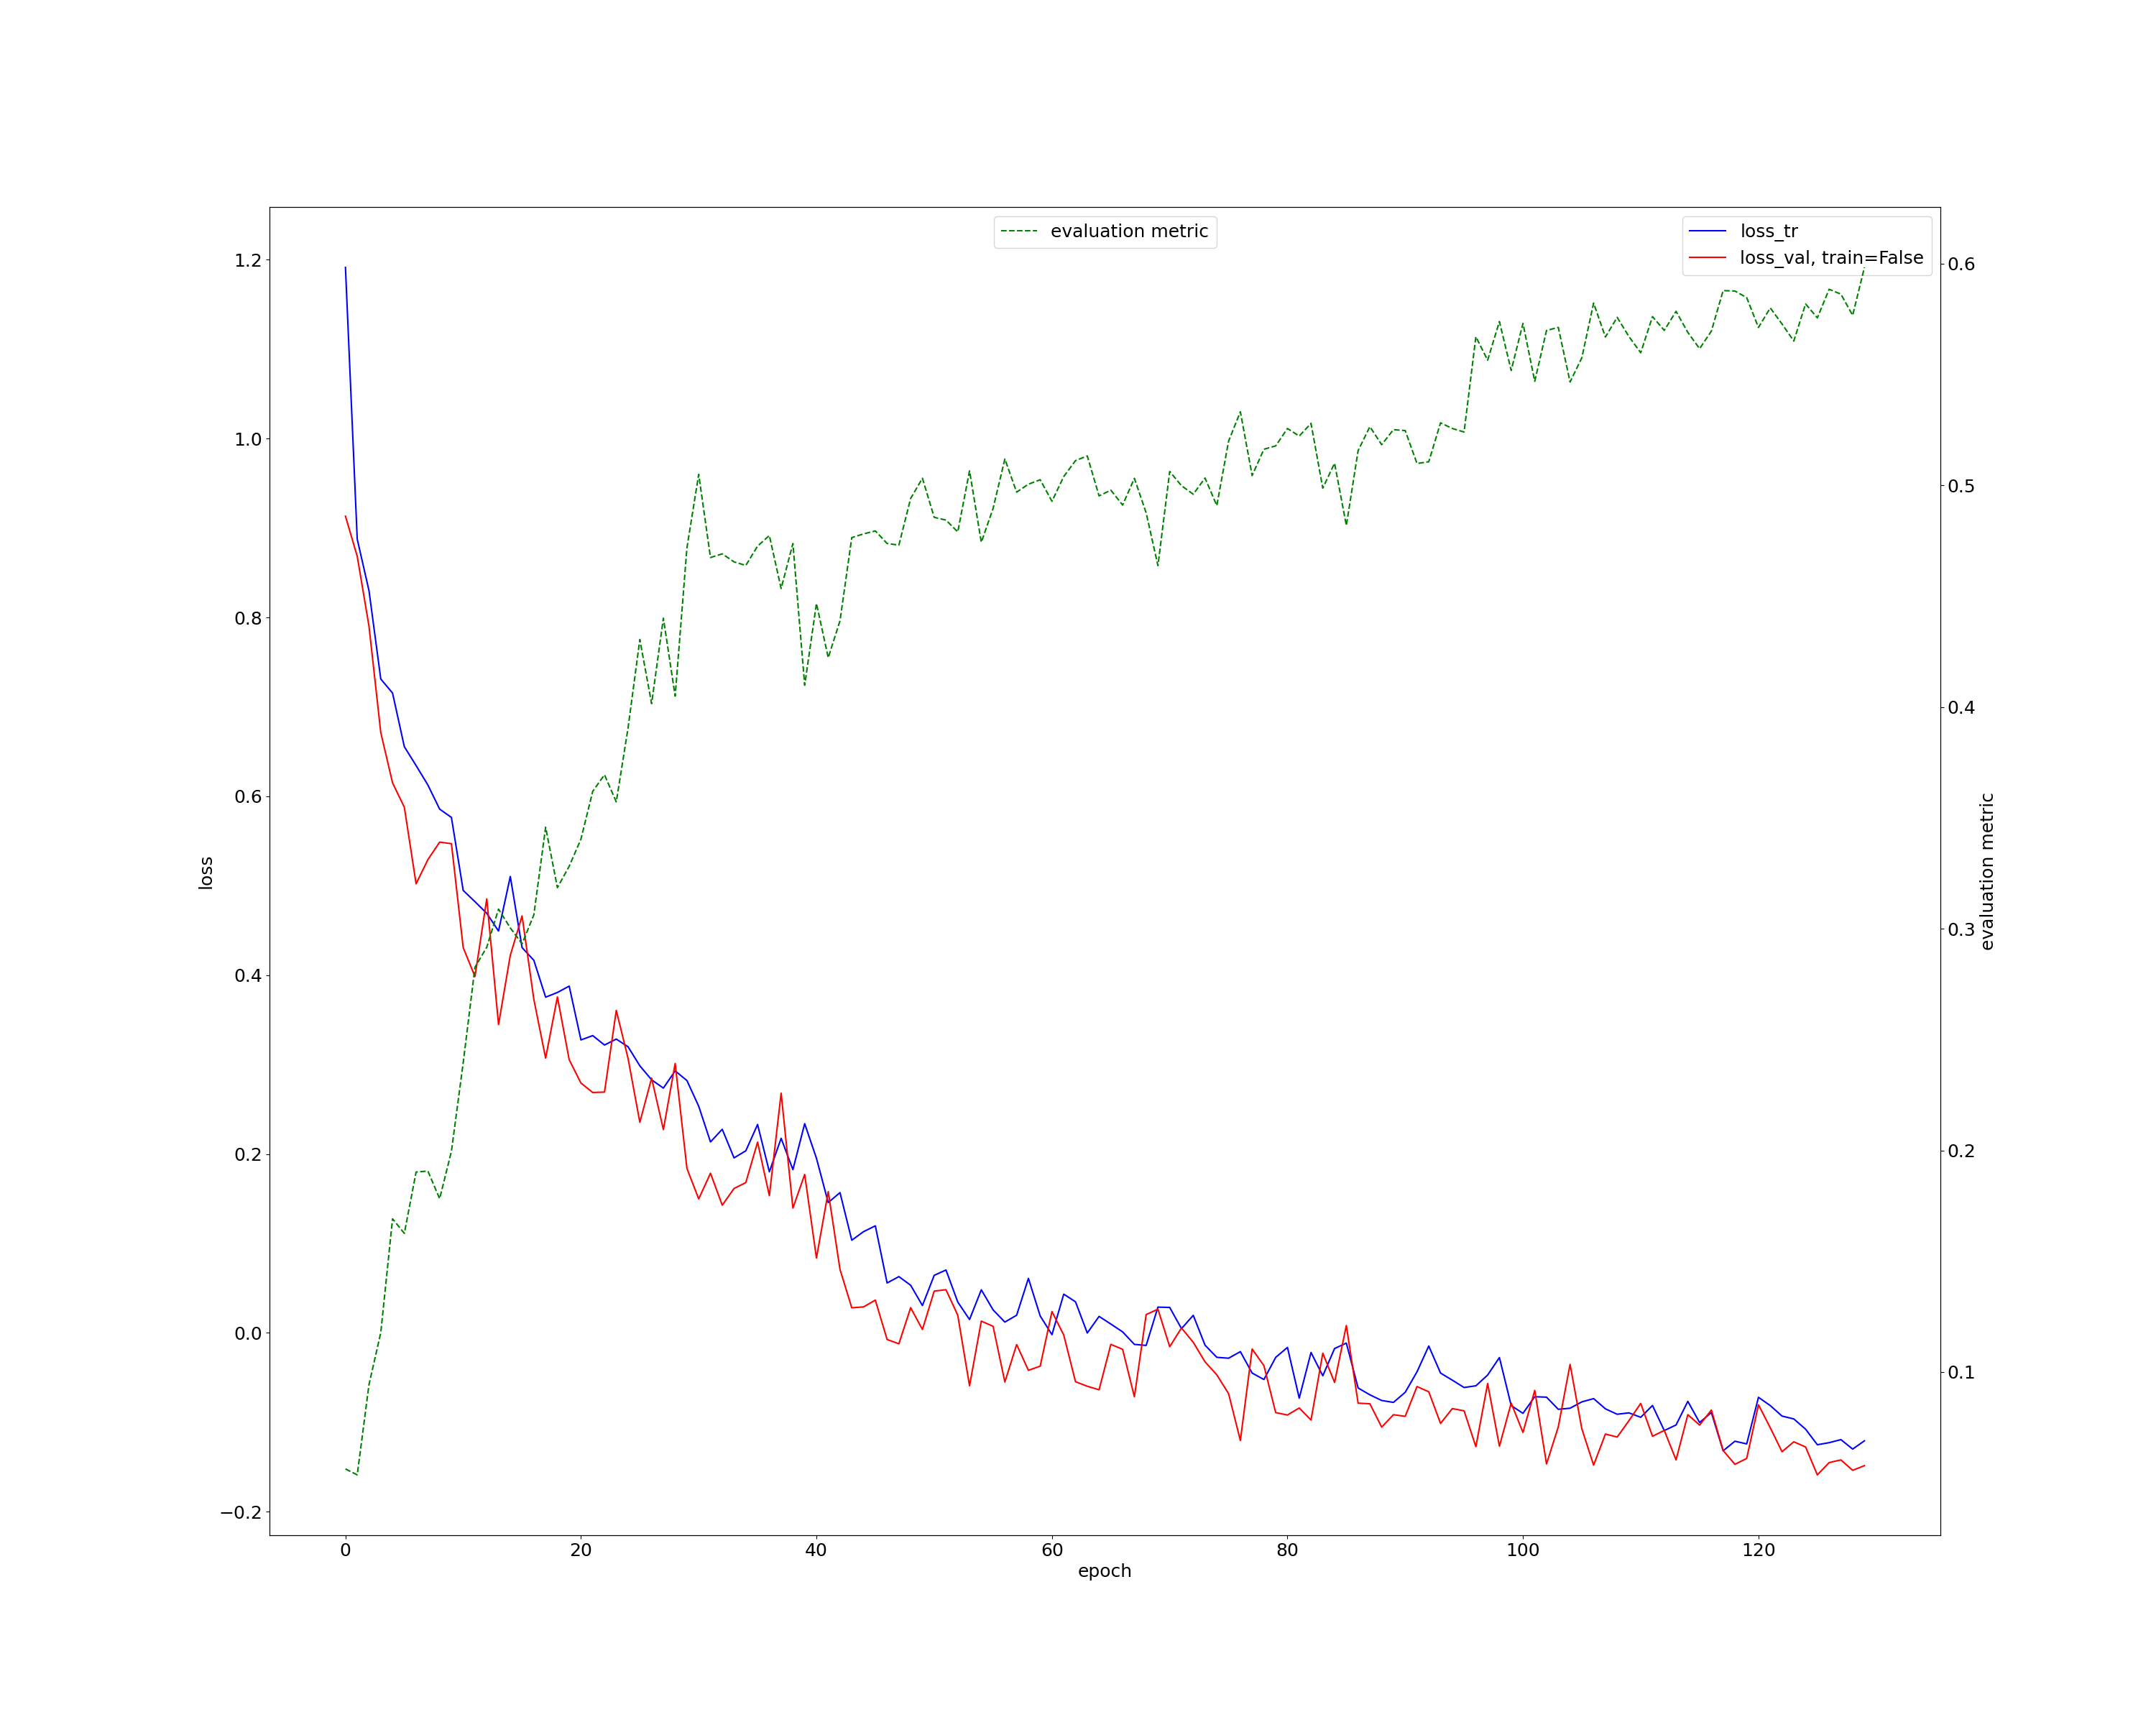 evaluation metric
loss_tr
loss_val, train=False
1.2
1.0
0.8
0.6
0.4
0.2
0.0
−0.2
loss
0.6
0.5
0.4
0.3
0.2
0.1
evaluation metric
0 20 40 60 80 100 120
epoch